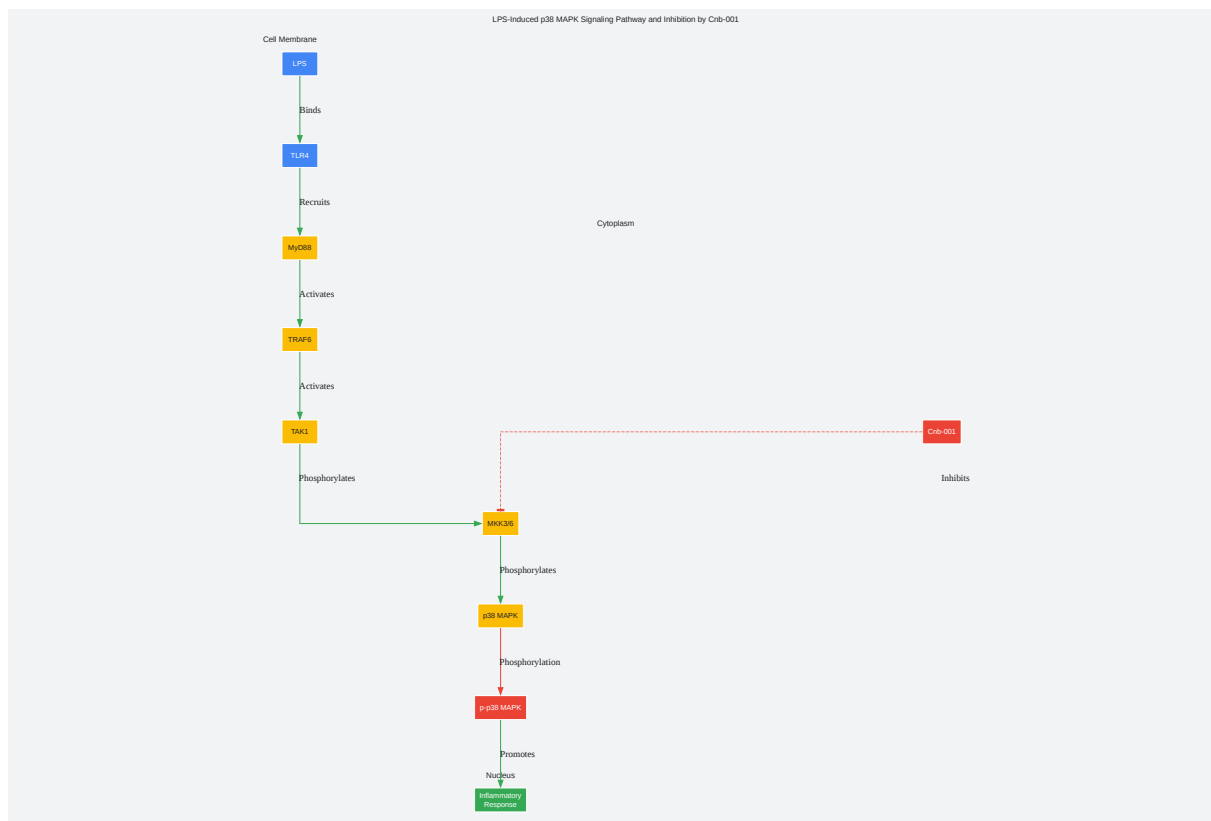 LPS-Induced p38 MAPK Signaling Pathway and Inhibition by Cnb-001
Cell Membrane
LPS
Binds
TLR4
Recruits
Cytoplasm
MyD88
Activates
TRAF6
Activates
TAK1
Cnb-001
Phosphorylates
Inhibits
MKK3/6
Phosphorylates
p38 MAPK
Phosphorylation
p-p38 MAPK
Promotes
Nucleus
Inflammatory
Response